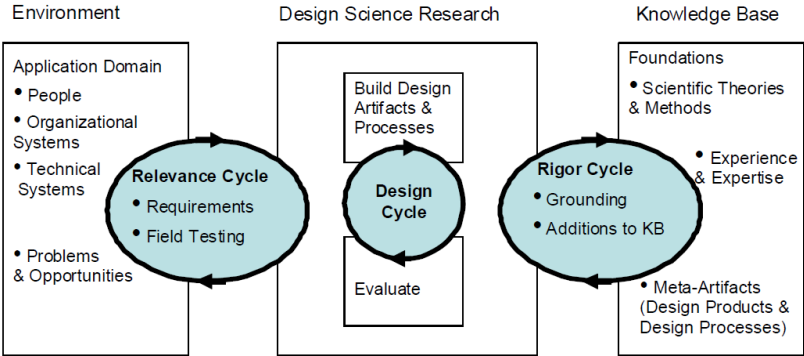 Environment
Design Science Research
Knowledge Base
Application Domain
• People
• Organizational
Systems
• Technical
Systems
• Problems
& Opportunities
Relevance Cycle
• Requirements
• Field Testing
Build Design
Artifacts &
Processes
Design
Cycle
Evaluate
Rigor Cycle
• Grounding
• Additions to KB
Foundations
• Scientific Theories
& Methods
• Experience
& Expertise
• Meta-Artifacts
(Design Products &
Design Processes)